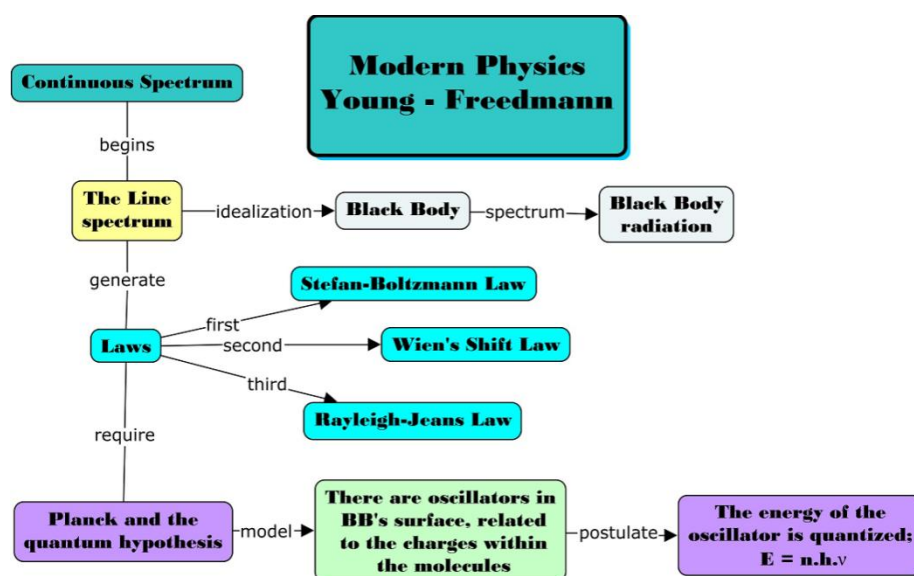 Modern Physics
Young - Freedmann
Continuous Spectrum
begins
The Line
spectrum
idealization
Black Body
spectrum
Black Body
radiation
generate
Stefan-Boltzmann Law
first
Laws
second
Wien's Shift Law
third
Rayleigh-Jeans Law
require
Planck and the
quantum hypothesis
model
There are oscillators in
BB's surface, related
to the charges within
the molecules
postulate
The energy of the
oscillator is quantized;
E = n.h.ν